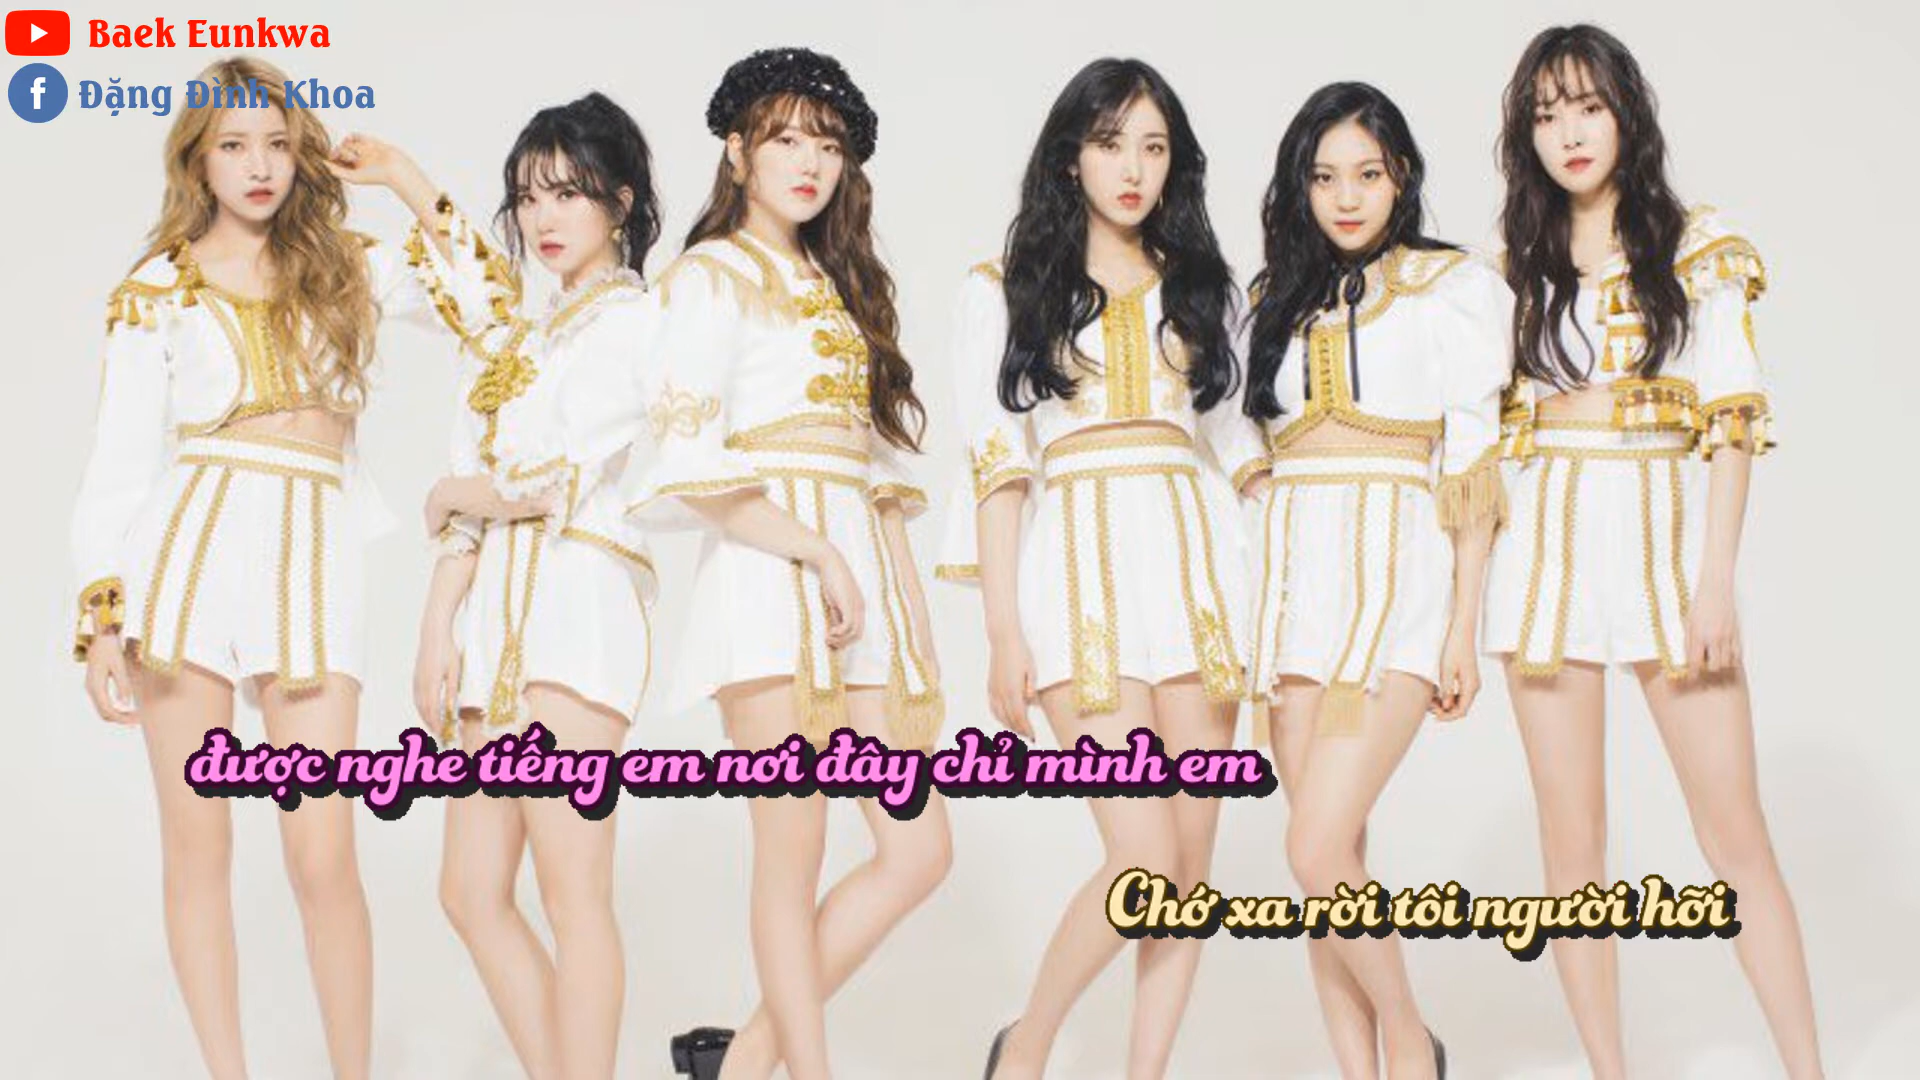 Baek Eunkwa
Đặng Đình Khoa
được nghe tiếng em nơi đây chỉ mình em
Chớ xa rời tôi người hỡi